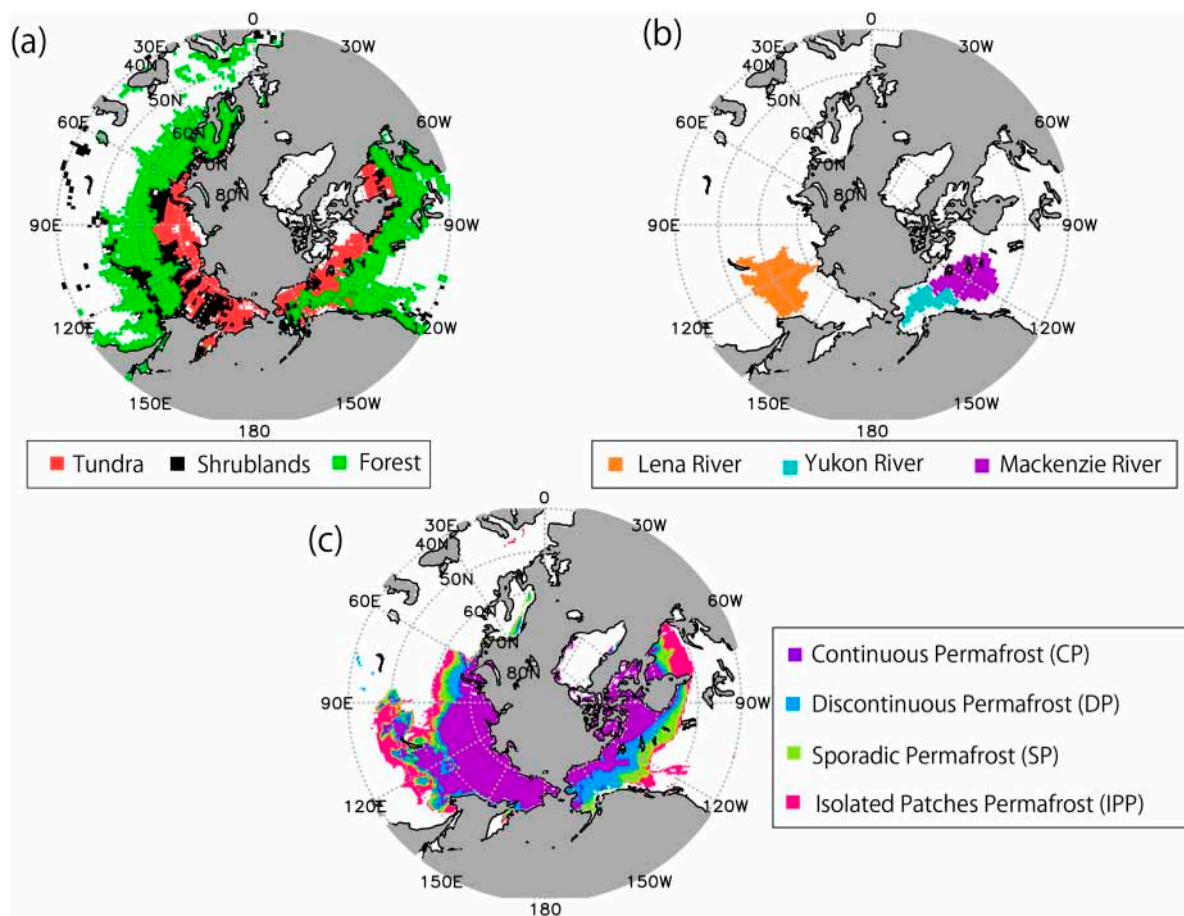 (a)
0
30E
30W
40N
50N
60E
60N
60W
70N
80N
90E
90W
120E
120W
150E
150W
180
Tundra Shrublands Forest
(b)
0
30E
30W
40N
50N
60E
60N
60W
70N
80N
90E
90W
120E
120W
150E
150W
180
Lena River Yukon River Mackenzie River
(c)
0
30E
30W
40N
50N
60E
60N
60W
70N
80N
90E
90W
120E
120W
150E
150W
180
Continuous Permafrost (CP)
Discontinuous Permafrost (DP)
Sporadic Permafrost (SP)
Isolated Patches Permafrost (IPP)